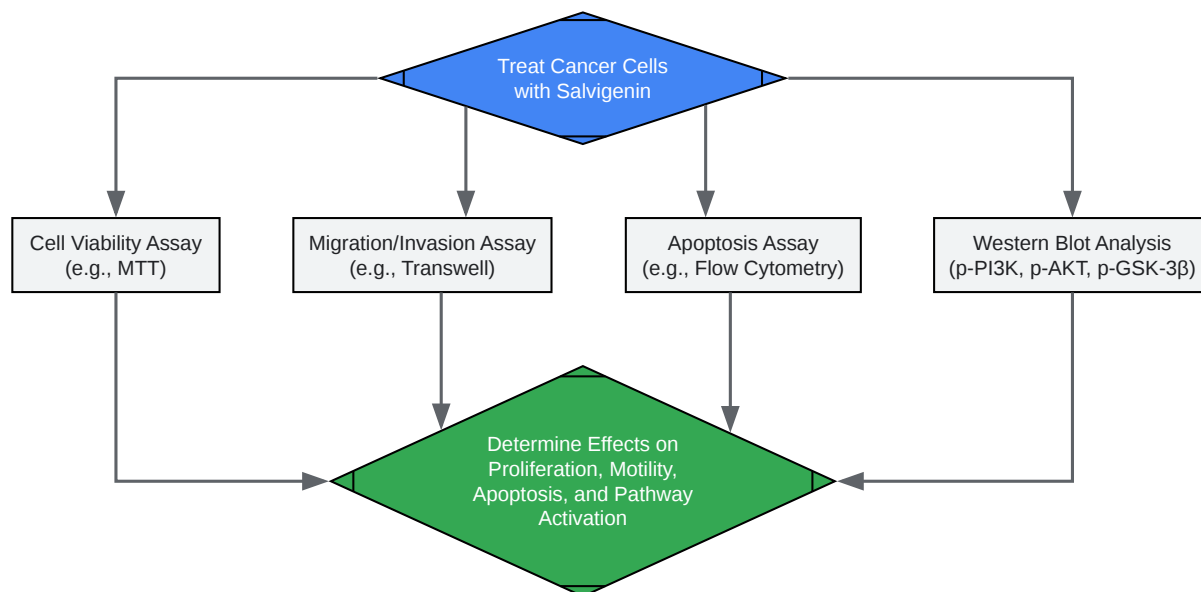 Treat Cancer Cells
with Salvigenin
Cell Viability Assay
(e.g., MTT)
Migration/Invasion Assay
(e.g., Transwell)
Apoptosis Assay
(e.g., Flow Cytometry)
Western Blot Analysis
(p-PI3K, p-AKT, p-GSK-3β)
Determine Effects on
Proliferation, Motility,
Apoptosis, and Pathway
Activation